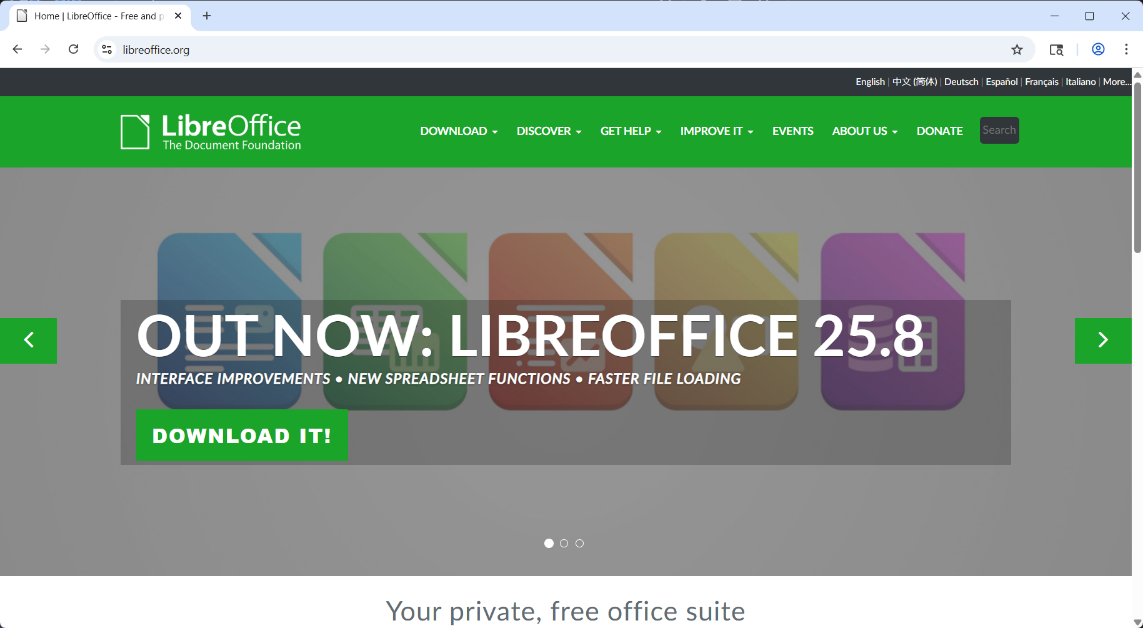 Home | LibreOffice - Free and p
libreoffice.org
English | 中文 (简体) | Deutsch | Español | Français | Italiano | More...
LibreOffice
The Document Foundation
DOWNLOAD
DISCOVER
GET HELP
IMPROVE IT
EVENTS
ABOUT US
DONATE
Search
OUT NOW: LIBREOFFICE 25.8
INTERFACE IMPROVEMENTS • NEW SPREADSHEET FUNCTIONS • FASTER FILE LOADING
DOWNLOAD IT!
Your private, free office suite